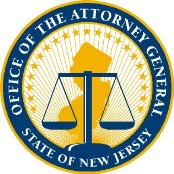 OFFICE OF THE ATTORNEY GENERAL
STATE OF NEW JERSEY